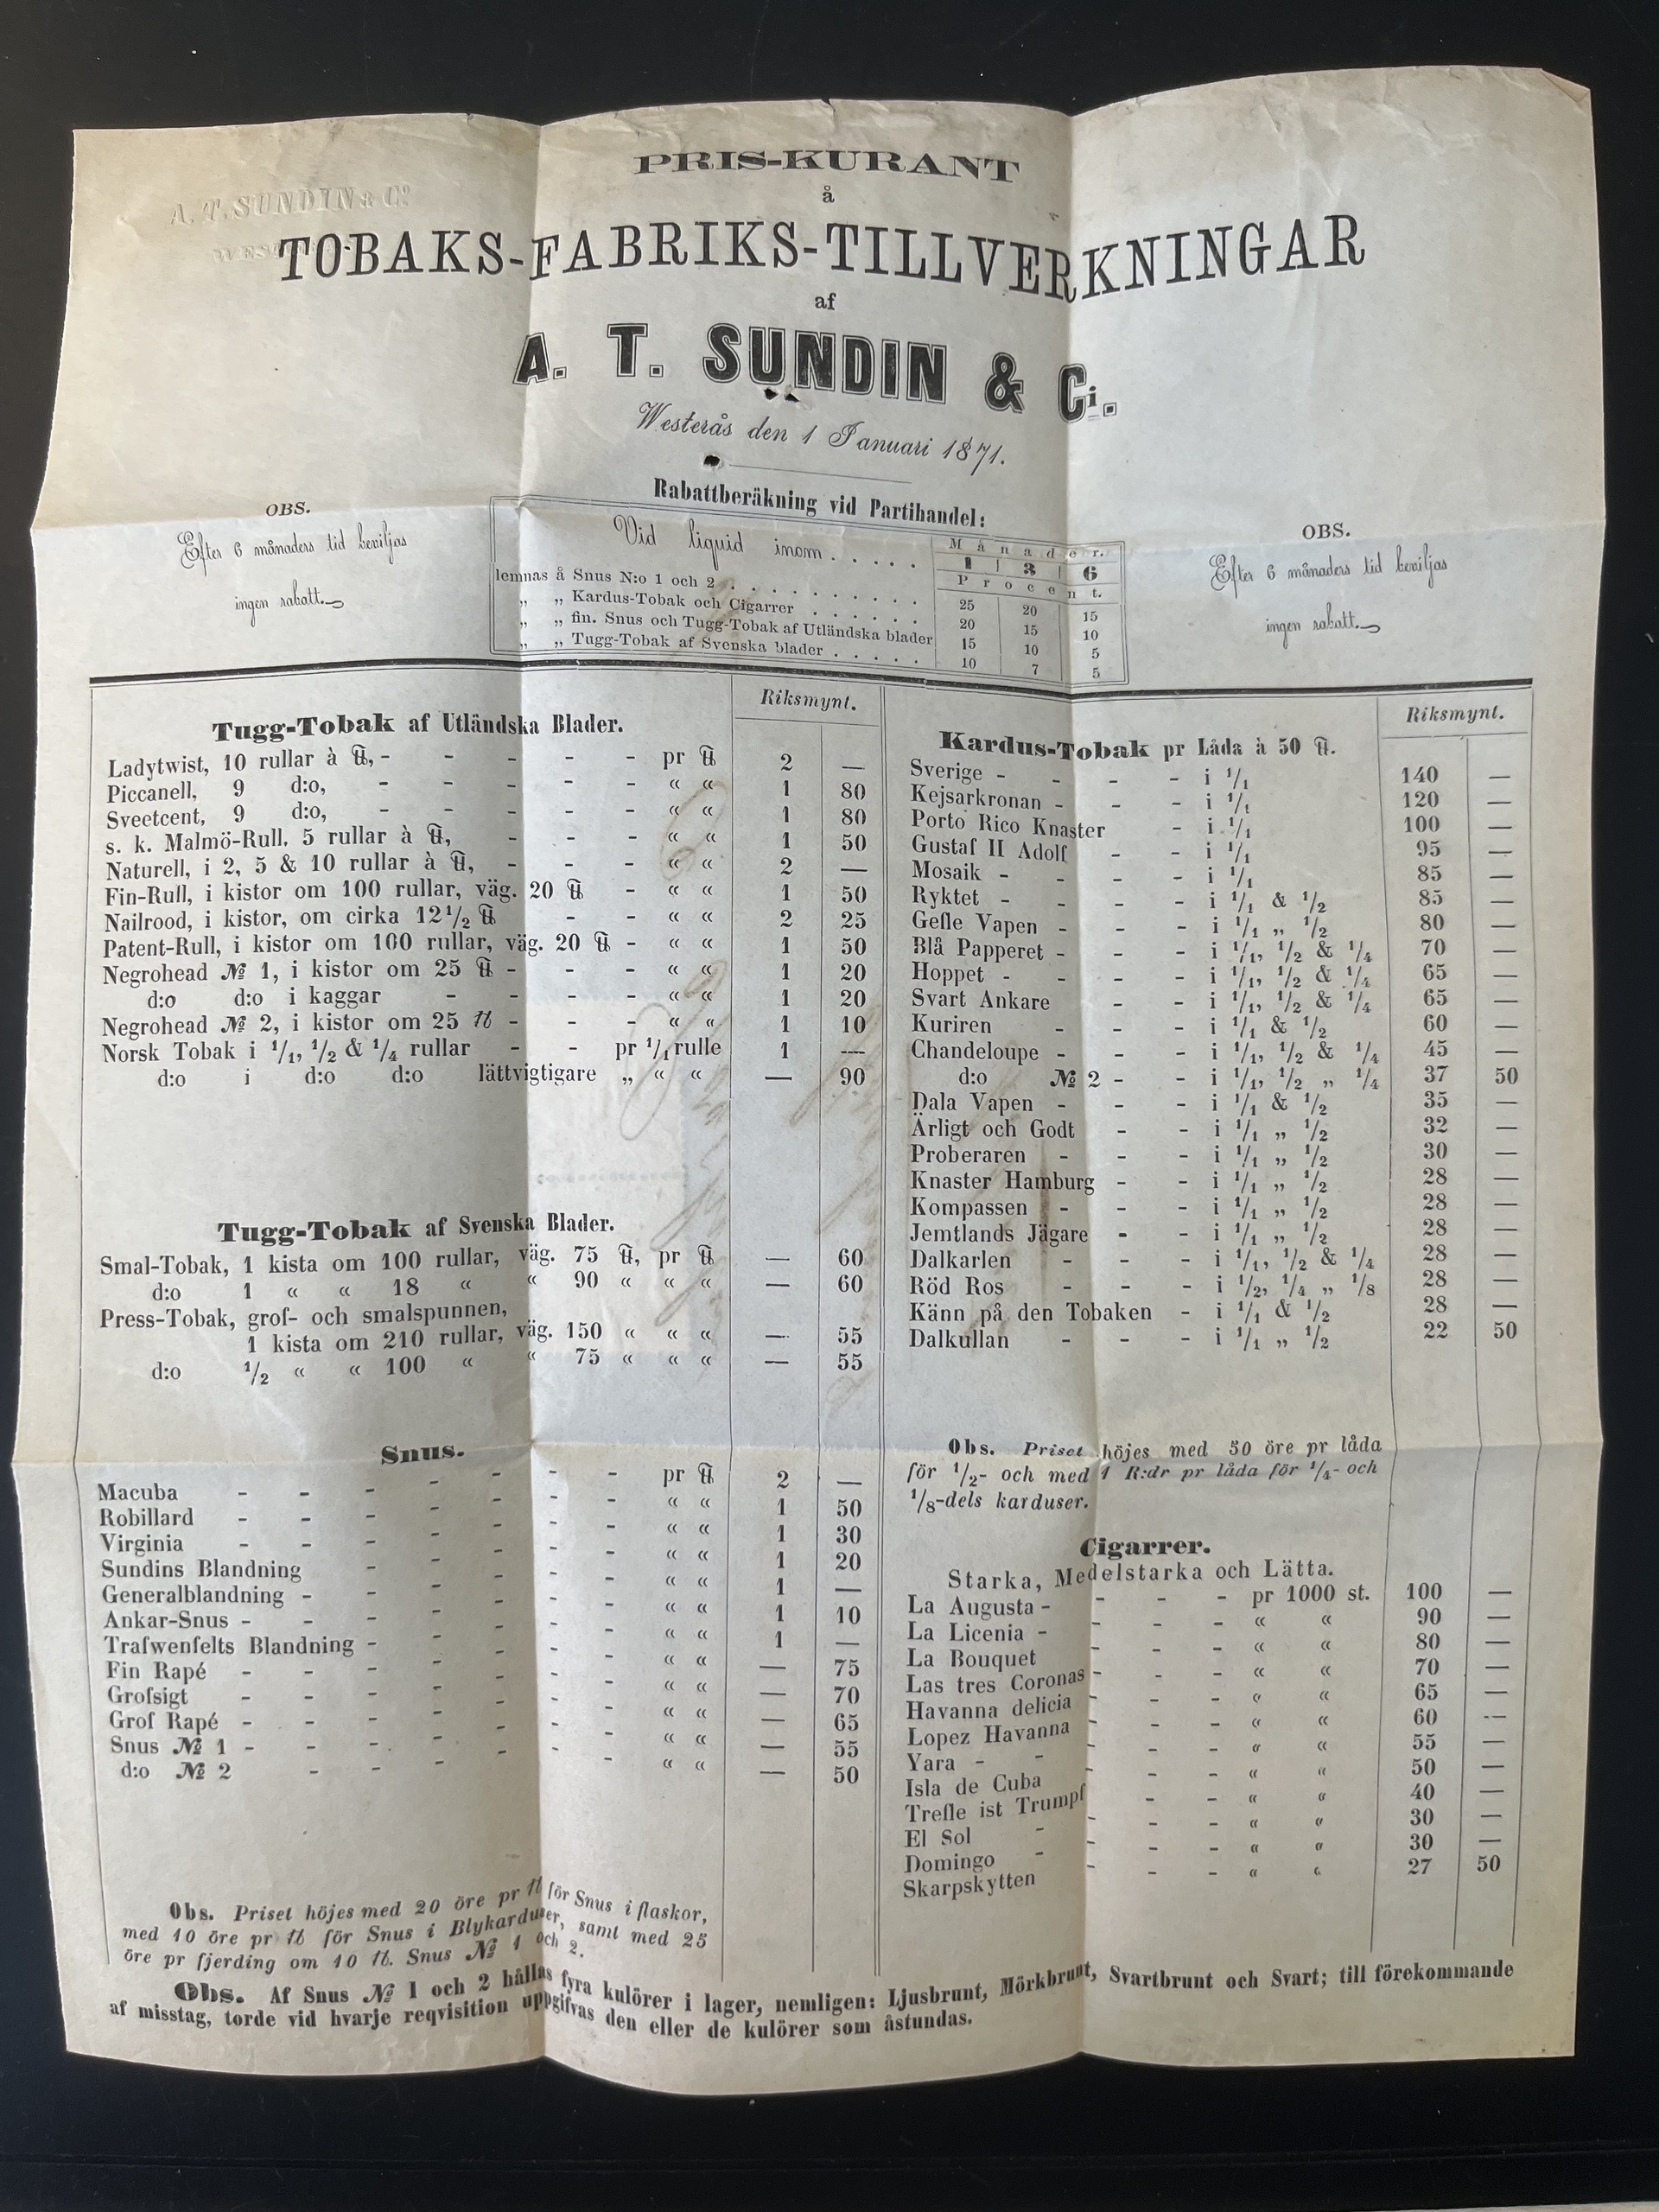 A. T. SUNDIN & Co
PRIS-KURANT
å
TOBAKS-FABRIKS-TILLVERKNINGAR
af
A. T. SUNDIN & Ci.
Westerås den 1 Januari 1871.
Rabattberäkning vid Partihandel:
OBS.
Efter 6 månaders tid beviljas
ingen rabatt.
Vid liquid inom . . . . . Månader.
1 | 3 | 6
Procent.
lemnas å Snus N:o 1 och 2 . . . . . . . . . . 25 20 15
„ „ Kardus-Tobak och Cigarrer . . . . . . 20 15 10
„ „ fin. Snus och Tugg-Tobak af Utländska blader 15 10 5
„ „ Tugg-Tobak af Svenska blader . . . . . 10 7 5
OBS.
Efter 6 månaders tid beviljas
ingen rabatt.
Riksmynt.
Tugg-Tobak af Utländska Blader.
Ladytwist, 10 rullar à ℔, - - - - - pr ℔ 2 —
Piccanell, 9 d:o, - - - - - « « 1 80
Sveetcent, 9 d:o, - - - - - « « 1 80
s. k. Malmö-Rull, 5 rullar à ℔, - - - « « 1 50
Naturell, i 2, 5 & 10 rullar à ℔, - - - « « 2 —
Fin-Rull, i kistor om 100 rullar, väg. 20 ℔ - « « 1 50
Nailrood, i kistor, om cirka 12 1/2 ℔ - - « « 2 25
Patent-Rull, i kistor om 100 rullar, väg. 20 ℔ - « « 1 50
Negrohead № 1, i kistor om 25 ℔ - - - « « 1 20
d:o d:o i kaggar - - - - « « 1 20
Negrohead № 2, i kistor om 25 ℔ - - - « « 1 10
Norsk Tobak i 1/1, 1/2 & 1/4 rullar - - pr 1/1 rulle 1 —
d:o i d:o d:o lättvigtigare „ « « — 90
Tugg-Tobak af Svenska Blader.
Smal-Tobak, 1 kista om 100 rullar, väg. 75 ℔, pr ℔ — 60
d:o 1 « « 18 « « 90 « « « — 60
Press-Tobak, grof- och smalspunnen,
1 kista om 210 rullar, väg. 150 « « « — 55
d:o 1/2 « « 100 « « 75 « « « — 55
Snus.
Macuba - - - - - - - pr ℔ 2 —
Robillard - - - - - - - « « 1 50
Virginia - - - - - - - « « 1 30
Sundins Blandning - - - - - « « 1 20
Generalblandning - - - - - - « « 1 —
Ankar-Snus - - - - - - - « « 1 10
Trafwenfelts Blandning - - - - - « « 1 —
Fin Rapé - - - - - - - « « — 75
Grofsigt - - - - - - - « « — 70
Grof Rapé - - - - - - - « « — 65
Snus № 1 - - - - - - - « « — 55
d:o № 2 - - - - - - « « — 50
Obs. Priset höjes med 20 öre pr ℔ för Snus i flaskor,
med 10 öre pr ℔ för Snus i Blykarduser, samt med 25
öre pr fjerding om 10 ℔. Snus № 1 och 2.
Riksmynt.
Kardus-Tobak pr Låda à 50 ℔.
Sverige - - - - i 1/1 140 —
Kejsarkronan - - - i 1/1 120 —
Porto Rico Knaster - i 1/1 100 —
Gustaf II Adolf - - i 1/1 95 —
Mosaik - - - - i 1/1 85 —
Ryktet - - - - i 1/1 & 1/2 85 —
Gefle Vapen - - - i 1/1 „ 1/2 80 —
Blå Papperet - - - i 1/1, 1/2 & 1/4 70 —
Hoppet - - - - i 1/1, 1/2 & 1/4 65 —
Svart Ankare - - i 1/1, 1/2 & 1/4 65 —
Kuriren - - - i 1/1 & 1/2 60 —
Chandeloupe - - - i 1/1, 1/2 & 1/4 45 —
d:o № 2 - - i 1/1, 1/2 „ 1/4 37 50
Dala Vapen - - - i 1/1 & 1/2 35 —
Ärligt och Godt - - i 1/1 „ 1/2 32 —
Proberaren - - - i 1/1 „ 1/2 30 —
Knaster Hamburg - - i 1/1 „ 1/2 28 —
Kompassen - - - i 1/1 „ 1/2 28 —
Jemtlands Jägare - - i 1/1 „ 1/2 28 —
Dalkarlen - - - i 1/1, 1/2 & 1/4 28 —
Röd Ros - - - i 1/2, 1/4 „ 1/8 28 —
Känn på den Tobaken - i 1/1 & 1/2 28 —
Dalkullan - - - i 1/1 „ 1/2 22 50
Obs. Priset höjes med 50 öre pr låda
för 1/2- och med 1 R:dr pr låda för 1/4- och
1/8-dels karduser.
Cigarrer.
Starka, Medelstarka och Lätta.
La Augusta - - - - pr 1000 st. 100 —
La Licenia - - - - « « 90 —
La Bouquet - - - « « 80 —
Las tres Coronas - - - « « 70 —
Havanna delicia - - - « « 65 —
Lopez Havanna - - - « « 60 —
Yara - - - - - « « 55 —
Isla de Cuba - - - « « 50 —
Trefle ist Trumpf - - « « 40 —
El Sol - - - - « « 30 —
Domingo - - - - « « 30 —
Skarpskytten - - - « « 27 50
Obs. Af Snus № 1 och 2 hållas fyra kulörer i lager, nemligen: Ljusbrunt, Mörkbrunt, Svartbrunt och Svart; till förekommande
af misstag, torde vid hvarje reqvisition uppgifvas den eller de kulörer som åstundas.